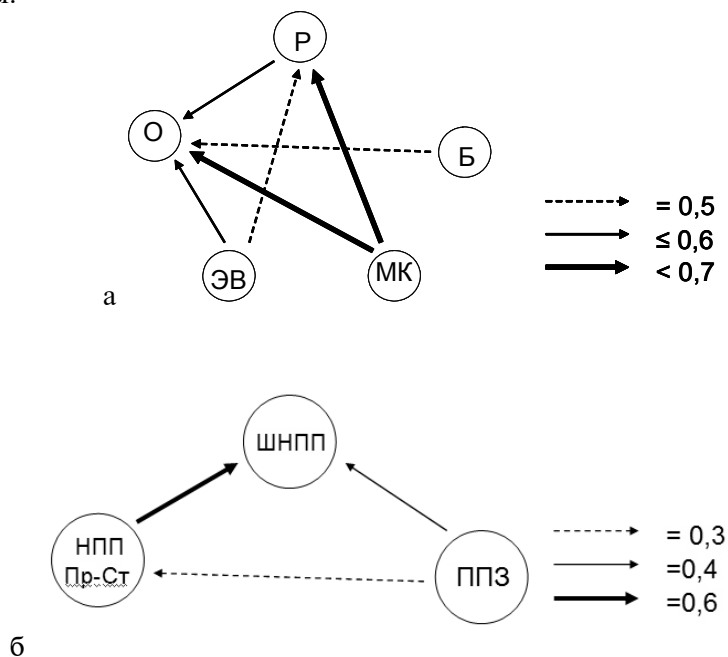 Р
О
Б
= 0,5
≤ 0,6
< 0,7
ЭВ
МК
а
ШНПП
НПП
Пр-Ст
ППЗ
= 0,3
=0,4
=0,6
б